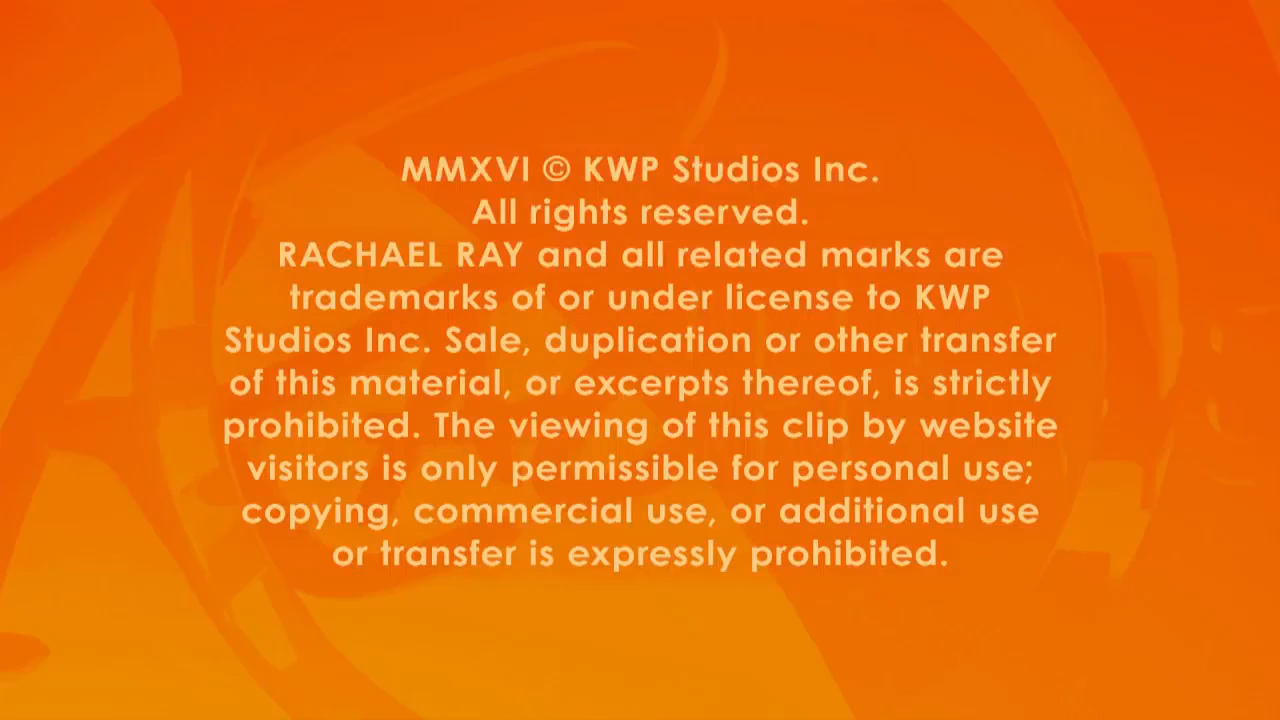 MMXVI © KWP Studios Inc.
All rights reserved.
RACHAEL RAY and all related marks are
trademarks of or under license to KWP
Studios Inc. Sale, duplication or other transfer
of this material, or excerpts thereof, is strictly
prohibited. The viewing of this clip by website
visitors is only permissible for personal use;
copying, commercial use, or additional use
or transfer is expressly prohibited.